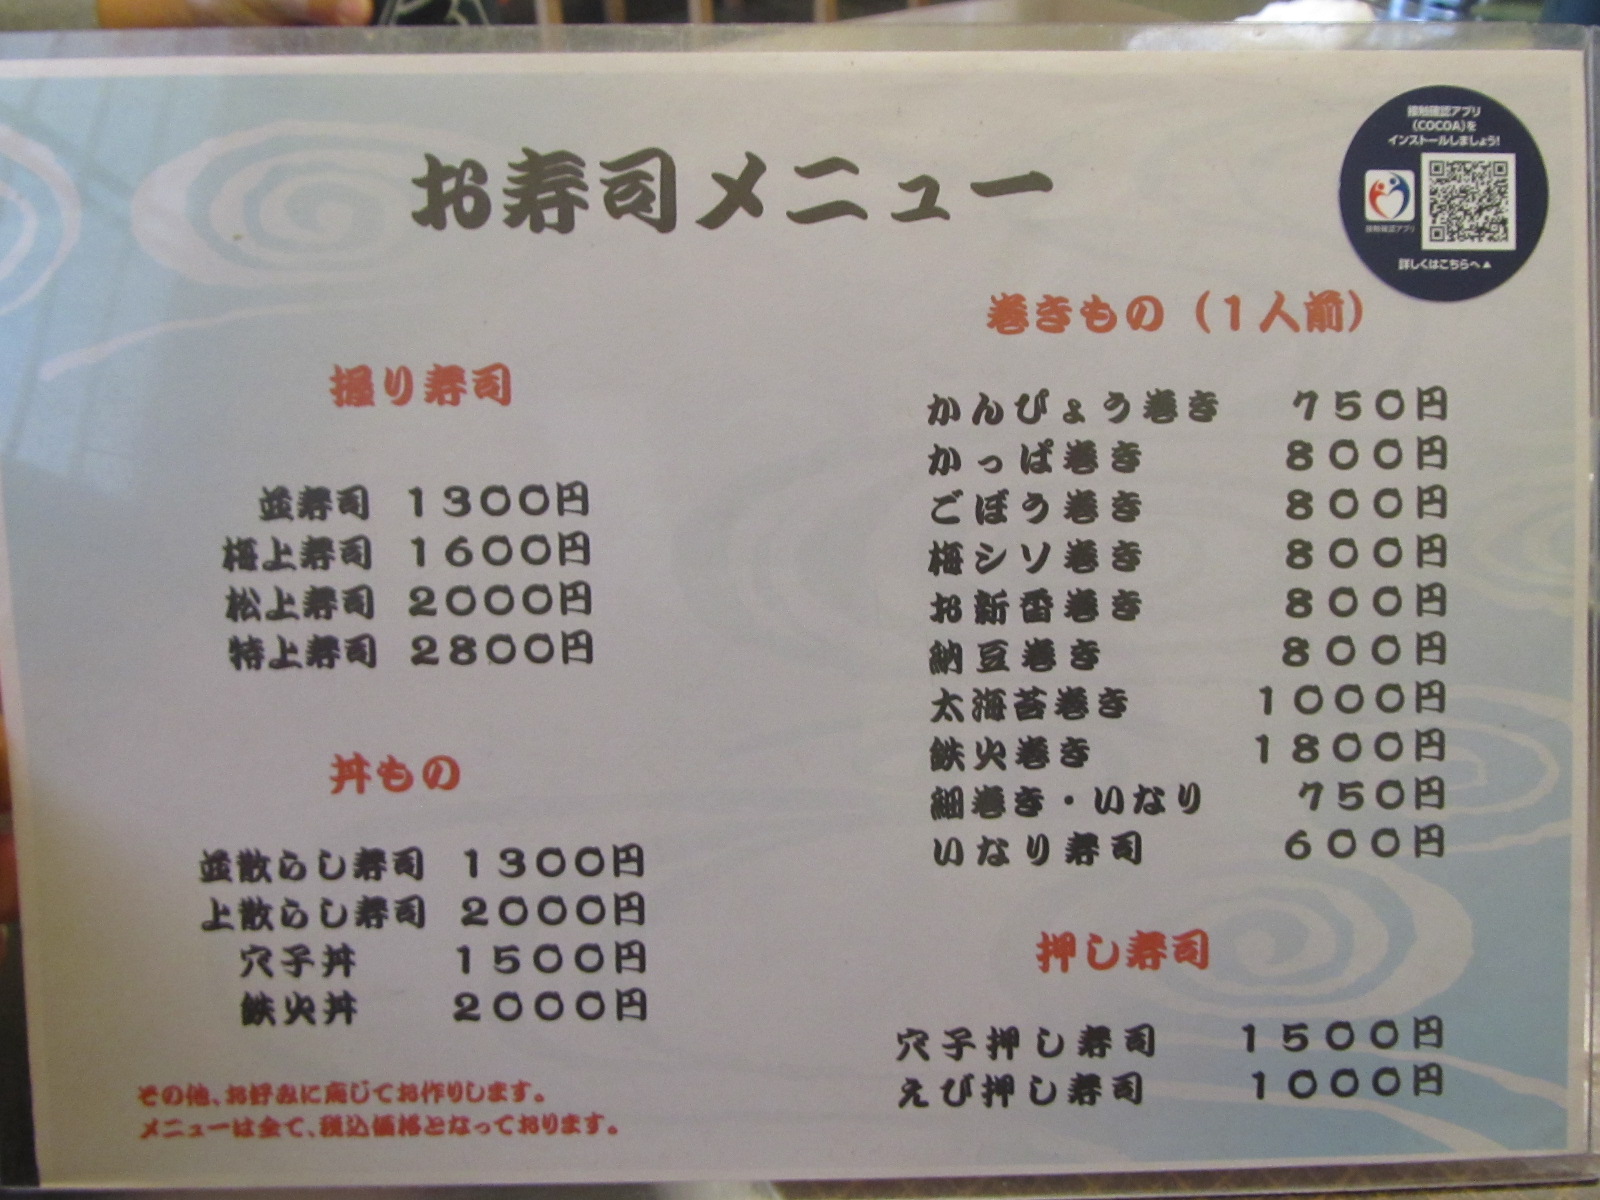 お寿司メニュー
接触確認アプリ
(COCOA)を
インストールしましょう!
接触確認アプリ
詳しくはこちらへ▲
握り寿司
並寿司 1300円
梅上寿司 1600円
松上寿司 2000円
特上寿司 2800円
丼もの
並散らし寿司 1300円
上散らし寿司 2000円
穴子丼 1500円
鉄火丼 2000円
その他、お好みに応じてお作りします。
メニューは全て、税込価格となっております。
巻きもの(1人前)
かんぴょう巻き 750円
かっぱ巻き 800円
ごぼう巻き 800円
梅シソ巻き 800円
お新香巻き 800円
納豆巻き 800円
太海苔巻き 1000円
鉄火巻き 1800円
細巻き・いなり 750円
いなり寿司 600円
押し寿司
穴子押し寿司 1500円
えび押し寿司 1000円